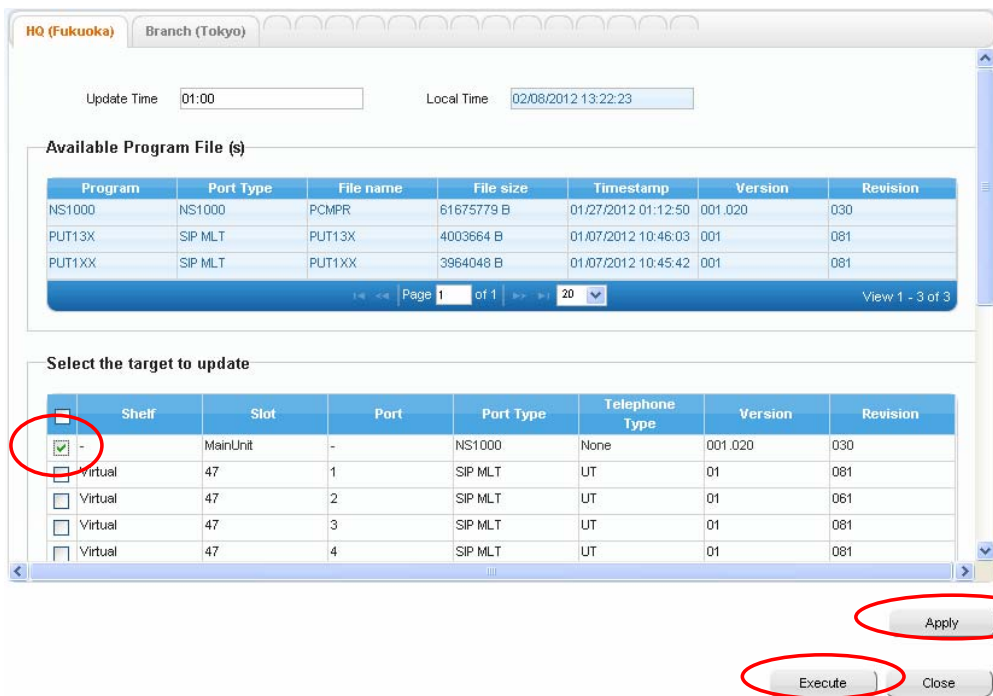 HQ (Fukuoka) Branch (Tokyo)
Update Time 01:00 Local Time 02/08/2012 13:22:23
Available Program File (s)
Program Port Type File name File size Timestamp Version Revision
NS1000 NS1000 PCMPR 61675779 B 01/27/2012 01:12:50 001.020 030
PUT13X SIP MLT PUT13X 4003664 B 01/07/2012 10:46:03 001 081
PUT1XX SIP MLT PUT1XX 3964048 B 01/07/2012 10:45:42 001 081
Page 1 of 1 20 View 1 - 3 of 3
Select the target to update
Shelf Slot Port Port Type Telephone Type Version Revision
- MainUnit - NS1000 None 001.020 030
Virtual 47 1 SIP MLT UT 01 081
Virtual 47 2 SIP MLT UT 01 061
Virtual 47 3 SIP MLT UT 01 081
Virtual 47 4 SIP MLT UT 01 081
Apply
Execute Close